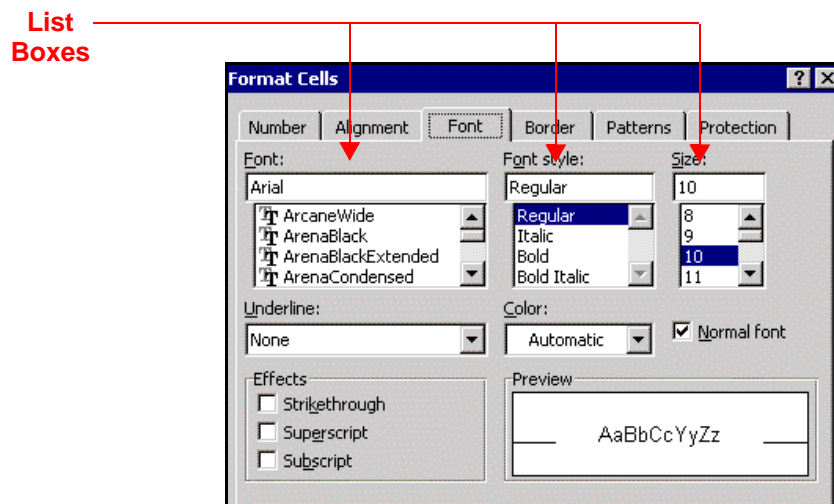 List
Boxes
Format Cells
Number Alignment Font Border Patterns Protection
Font: Font style: Size:
Arial Regular 10
ArcaneWide Regular 8
ArenaBlack Italic 9
ArenaBlackExtended Bold 10
ArenaCondensed Bold Italic 11
Underline: Color:
None Automatic Normal font
Effects Preview
Strikethrough
Superscript AaBbCcYyZz
Subscript